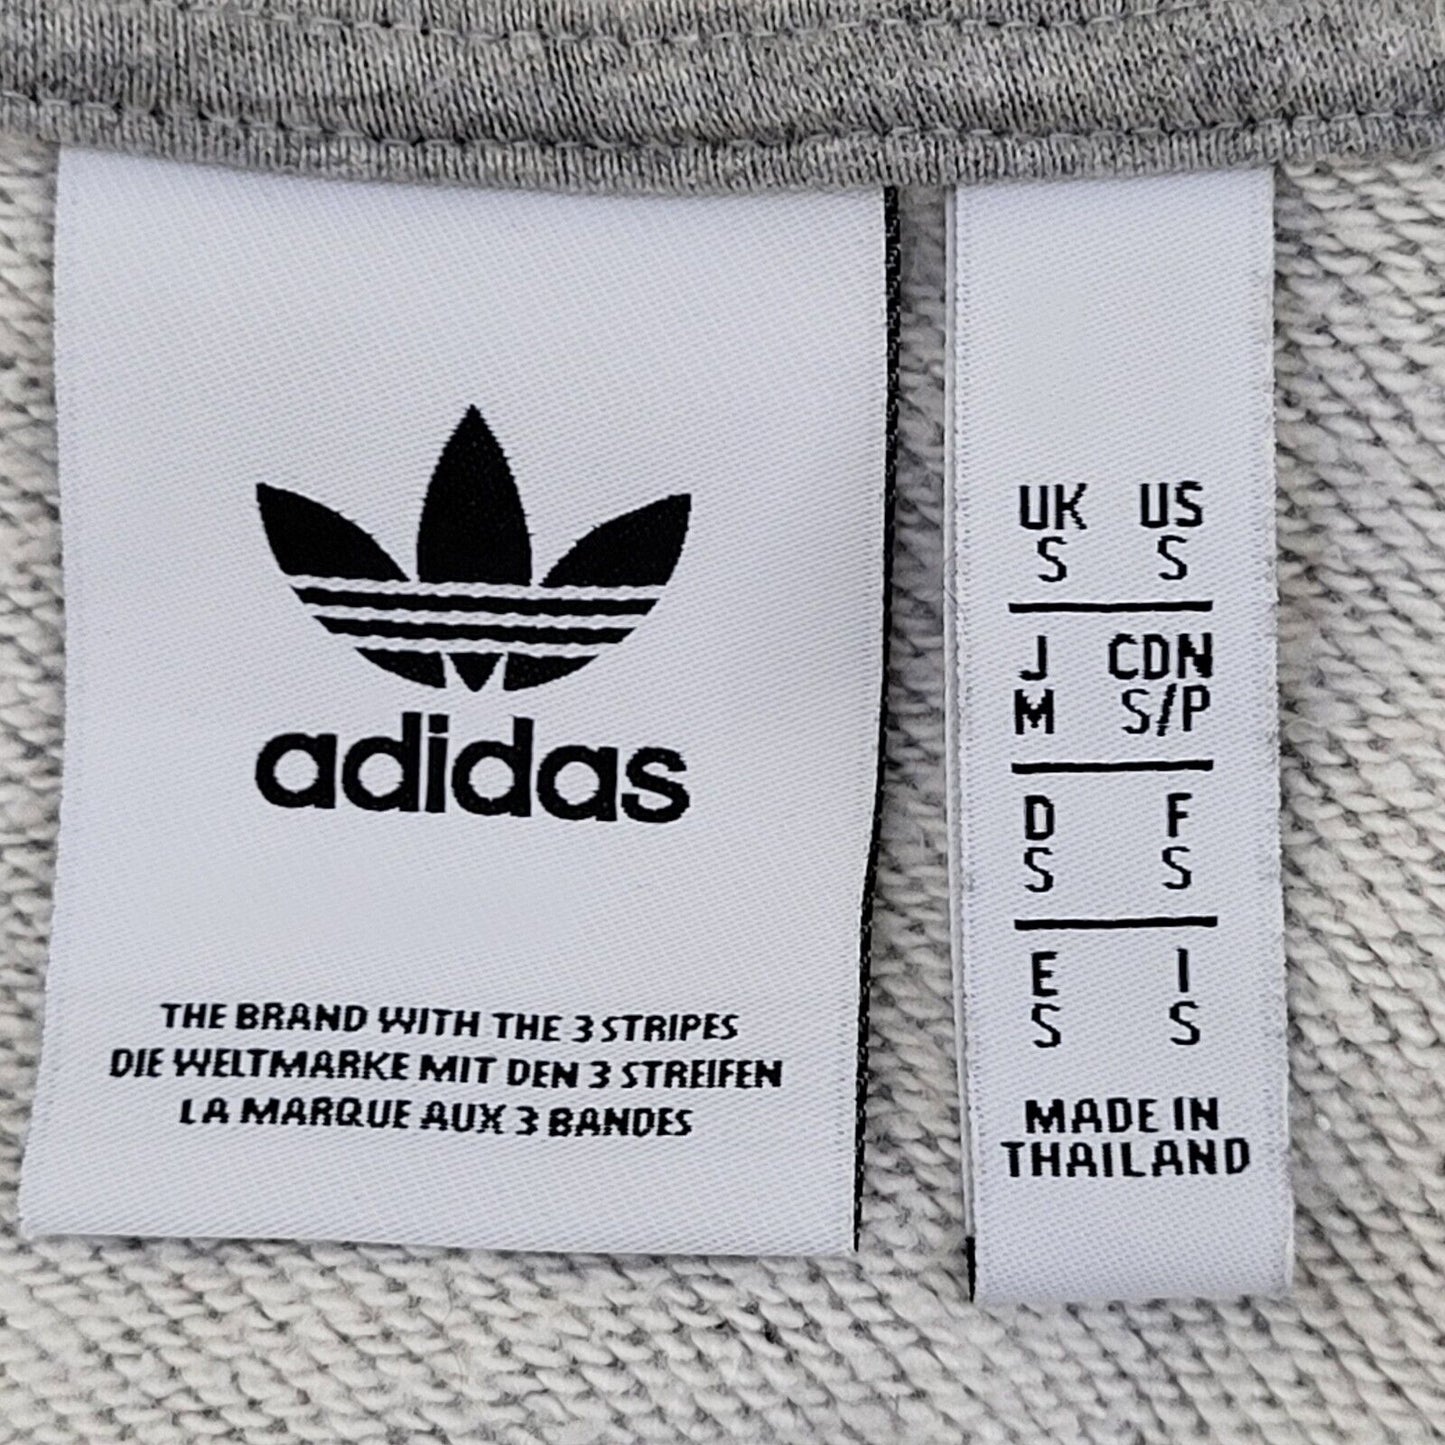 adidas
THE BRAND WITH THE 3 STRIPES
DIE WELTMARKE MIT DEN 3 STREIFEN
LA MARQUE AUX 3 BANDES
UK US
S S
J CDN
M S/P
D F
S S
E I
S S
MADE IN
THAILAND